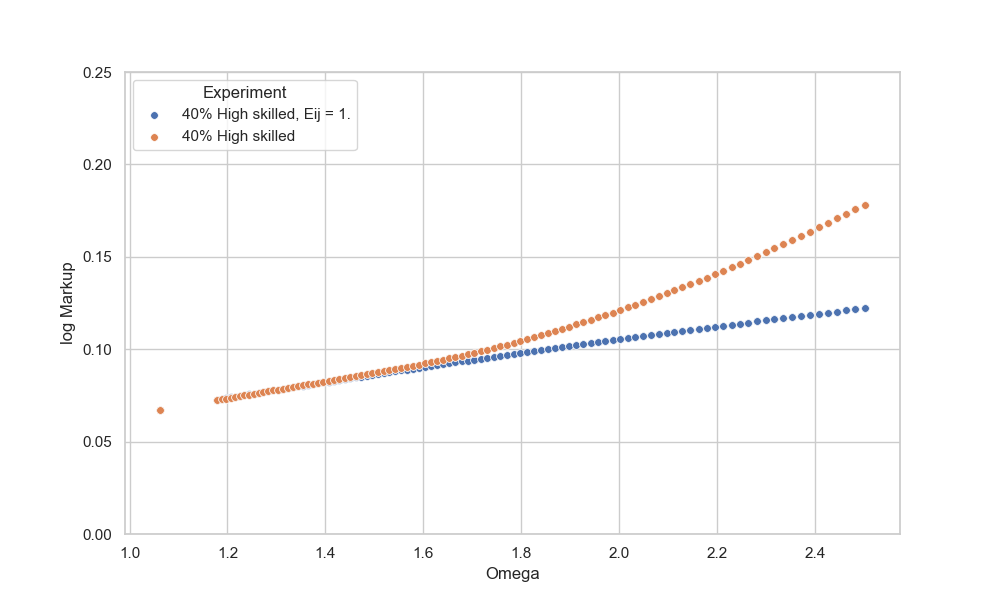 0.25
0.20
0.15
0.10
0.05
0.00
log Markup
Experiment
40% High skilled, Eij = 1.
40% High skilled
1.0 1.2 1.4 1.6 1.8 2.0 2.2 2.4
Omega